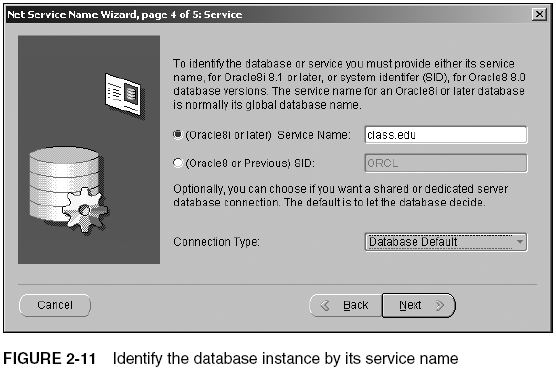 Net Service Name Wizard, page 4 of 5: Service
To identify the database or service you must provide either its service
name, for Oracle8i 8.1 or later, or system identifer (SID), for Oracle8 8.0
database versions. The service name for an Oracle8i or later database
is normally its global database name.
(Oracle8i or later) Service Name: class.edu
(Oracle8 or Previous) SID: ORCL
Optionally, you can choose if you want a shared or dedicated server
database connection. The default is to let the database decide.
Connection Type: Database Default
Cancel Back Next
FIGURE 2-11 Identify the database instance by its service name